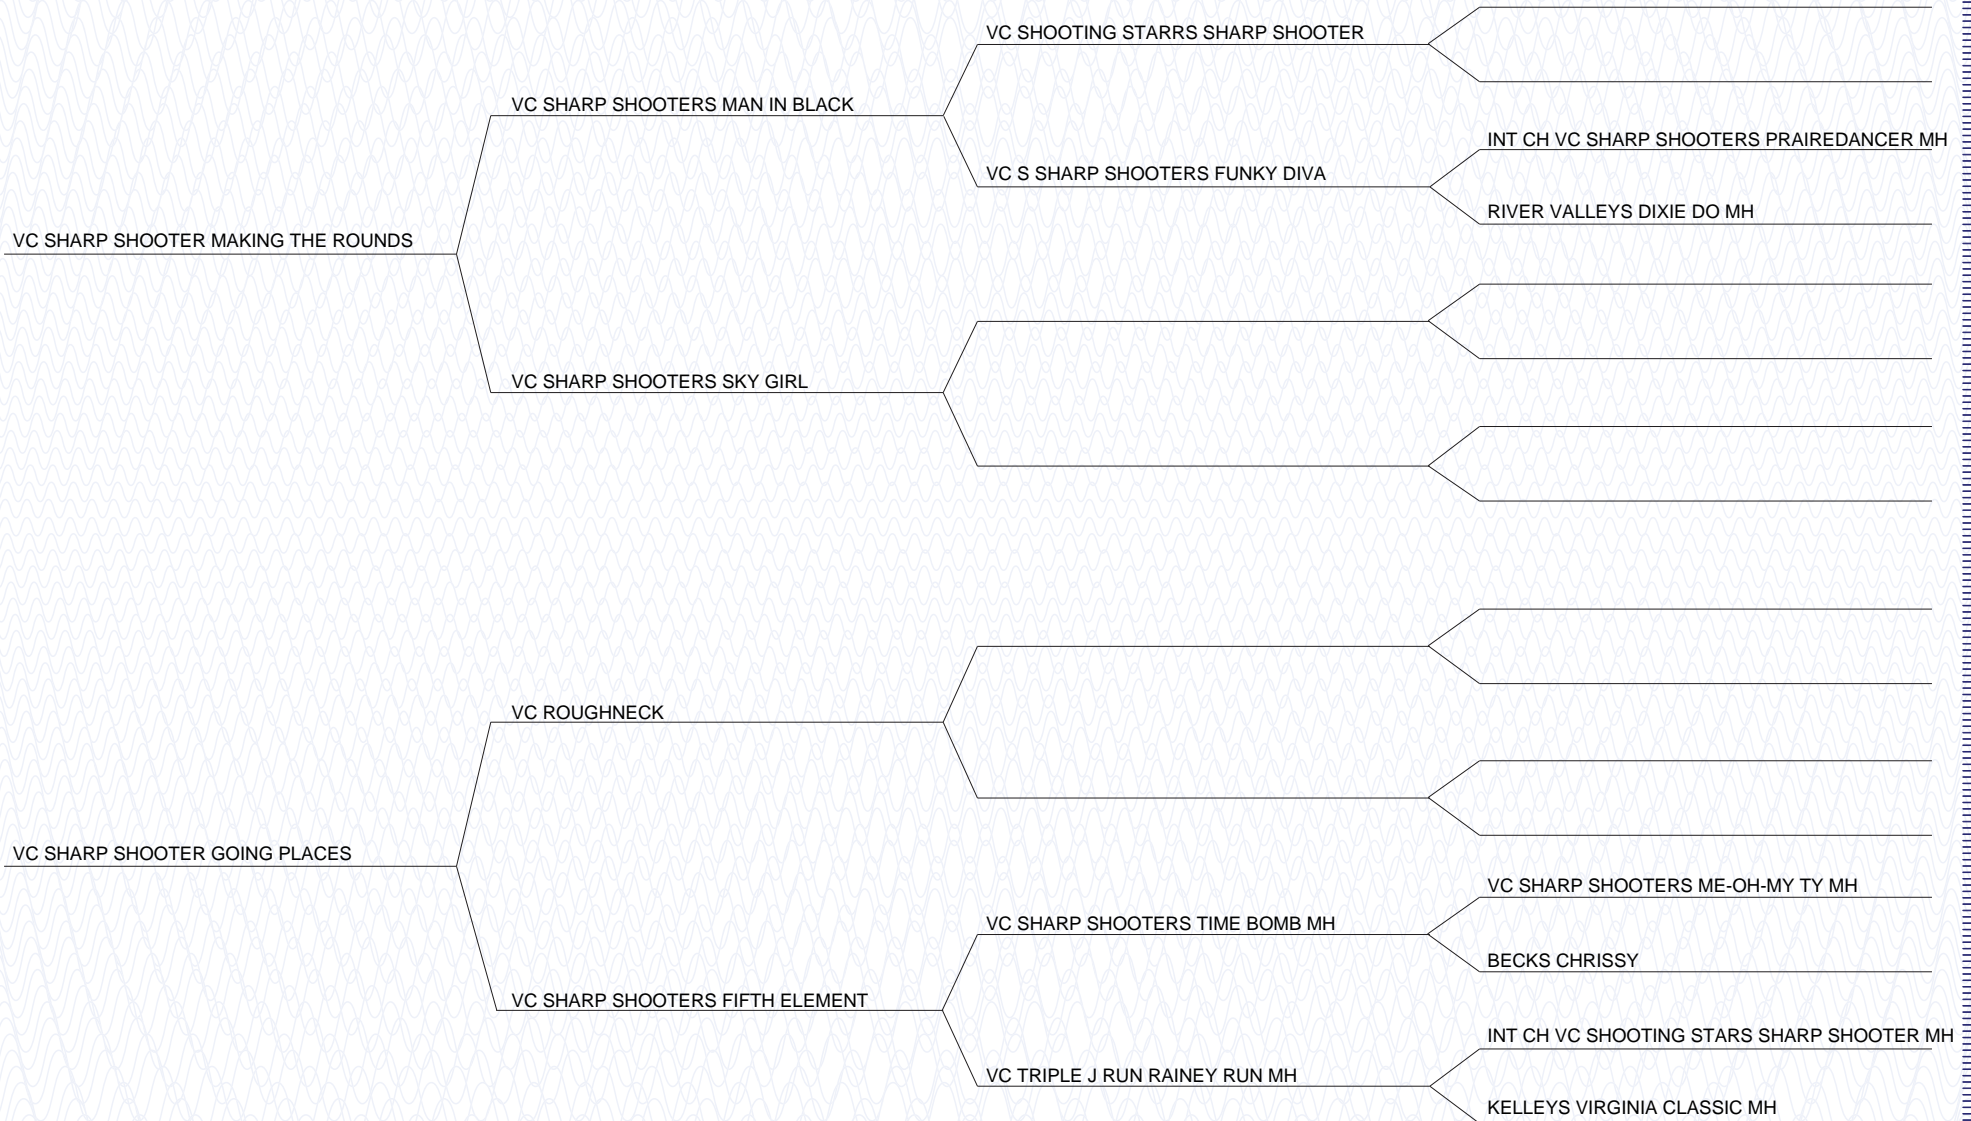 VC SHOOTING STARRS SHARP SHOOTER
VC SHARP SHOOTERS MAN IN BLACK
INT CH VC SHARP SHOOTERS PRAIREDANCER MH
VC S SHARP SHOOTERS FUNKY DIVA
RIVER VALLEYS DIXIE DO MH
VC SHARP SHOOTER MAKING THE ROUNDS
VC SHARP SHOOTERS SKY GIRL
VC ROUGHNECK
VC SHARP SHOOTER GOING PLACES
VC SHARP SHOOTERS ME-OH-MY TY MH
VC SHARP SHOOTERS TIME BOMB MH
BECKS CHRISSY
VC SHARP SHOOTERS FIFTH ELEMENT
INT CH VC SHOOTING STARS SHARP SHOOTER MH
VC TRIPLE J RUN RAINEY RUN MH
KELLEYS VIRGINIA CLASSIC MH